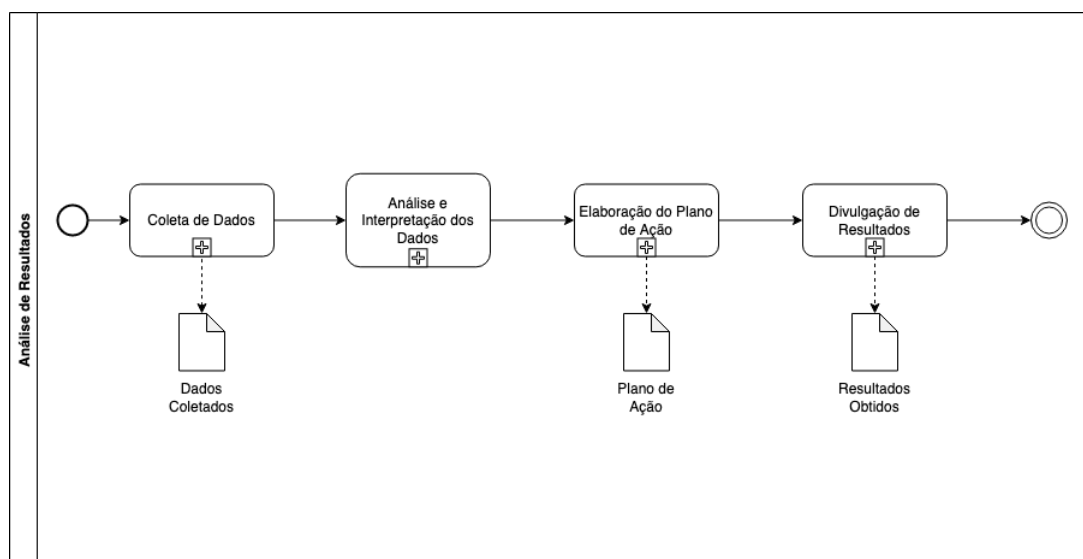 Análise de Resultados
Coleta de Dados
Análise e
Interpretação dos
Dados
Elaboração do Plano
de Ação
Divulgação de
Resultados
Dados
Coletados
Plano de
Ação
Resultados
Obtidos